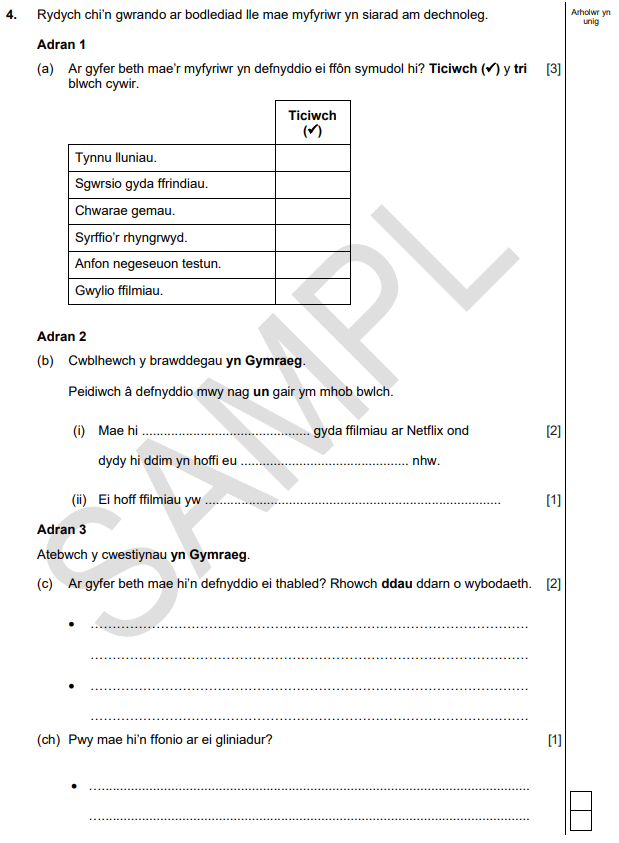 4. Rydych chi'n gwrando ar bodlediad lle mae myfyriwr yn siarad am dechnoleg.
Arholwr yn
unig
Adran 1
(a) Ar gyfer beth mae'r myfyriwr yn defnyddio ei ffôn symudol hi? Ticiwch (✓) y tri [3]
blwch cywir.
Ticiwch
(✓)
Tynnu lluniau.
Sgwrsio gyda ffrindiau.
Chwarae gemau.
Syrffio'r rhyngrwyd.
Anfon negeseuon testun.
Gwylio ffilmiau.
Adran 2
(b) Cwblhewch y brawddegau yn Gymraeg.
Peidiwch â defnyddio mwy nag un gair ym mhob bwlch.
(i) Mae hi .............................................. gyda ffilmiau ar Netflix ond [2]
dydy hi ddim yn hoffi eu .............................................. nhw.
(ii) Ei hoff ffilmiau yw .................................................................................. [1]
Adran 3
Atebwch y cwestiynau yn Gymraeg.
(c) Ar gyfer beth mae hi'n defnyddio ei thabled? Rhowch ddau ddarn o wybodaeth. [2]
• ........................................................................................................
........................................................................................................
• ........................................................................................................
........................................................................................................
(ch) Pwy mae hi'n ffonio ar ei gliniadur? [1]
• ........................................................................................................
........................................................................................................
SAMPL